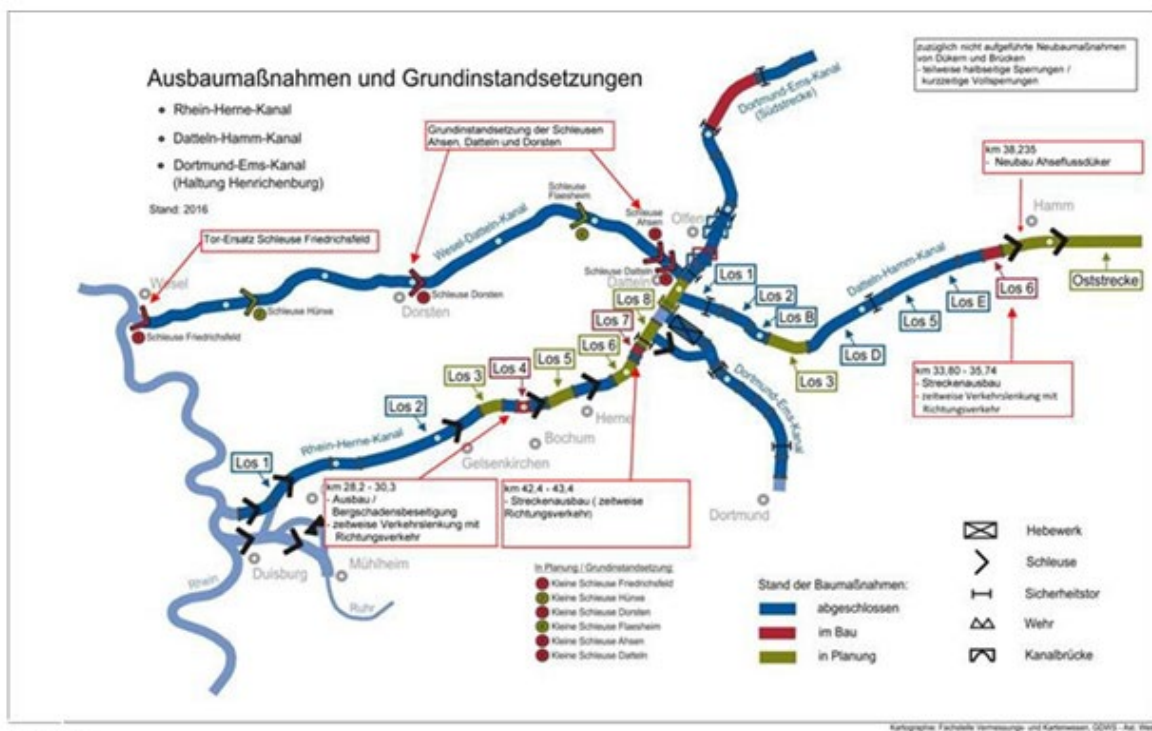 Ausbaumaßnahmen und Grundinstandsetzungen
• Rhein-Herne-Kanal
• Datteln-Hamm-Kanal
• Dortmund-Ems-Kanal
(Haltung Henrichenburg)
Stand: 2016
zuzüglich nicht aufgeführte Neubaumaßnahmen
von Dükern und Brücken
- teilweise halbseitige Sperrungen /
kurzzeitige Vollsperrungen
Dortmund-Ems-Kanal
(Südstrecke)
Grundinstandsetzung der Schleusen
Ahsen, Datteln und Dorsten
km 38,235
- Neubau Ahseflussdüker
Hamm
Schleuse
Flaesheim
Schleuse
Ahsen
Olfen
Wesel-Datteln-Kanal
Tor-Ersatz Schleuse Friedrichsfeld
Wesel
Schleuse Friedrichsfeld
Schleuse Hünxe
Dorsten
Schleuse Dorsten
Schleuse Datteln
Datteln
Datteln-Hamm-Kanal
Los 1
Los 2
Los B
Los 3
Los D
Los 5
Los E
Los 6
Oststrecke
Los 8
Los 7
Los 6
Los 5
Los 4
Los 3
Los 2
Los 1
Rhein-Herne-Kanal
Dortmund-Ems-Kanal
km 33,80 - 35,74
- Streckenausbau
- zeitweise Verkehrslenkung mit
Richtungsverkehr
Herne
Bochum
Gelsenkirchen
Dortmund
km 28,2 - 30,3
- Ausbau /
Bergschadensbeseitigung
- zeitweise Verkehrslenkung mit
Richtungsverkehr
km 42,4 - 43,4
- Streckenausbau ( zeitweise
Richtungsverkehr)
Duisburg
Mühlheim
Rhein
Ruhr
In Planung / Grundinstandsetzung:
Kleine Schleuse Friedrichsfeld
Kleine Schleuse Hünxe
Kleine Schleuse Dorsten
Kleine Schleuse Flaesheim
Kleine Schleuse Ahsen
Kleine Schleuse Datteln
Stand der Baumaßnahmen:
abgeschlossen
im Bau
in Planung
Hebewerk
Schleuse
Sicherheitstor
Wehr
Kanalbrücke
Kartographie: Fachstelle Vermessungs- und Kartenwesen, GDWS - Ast. West